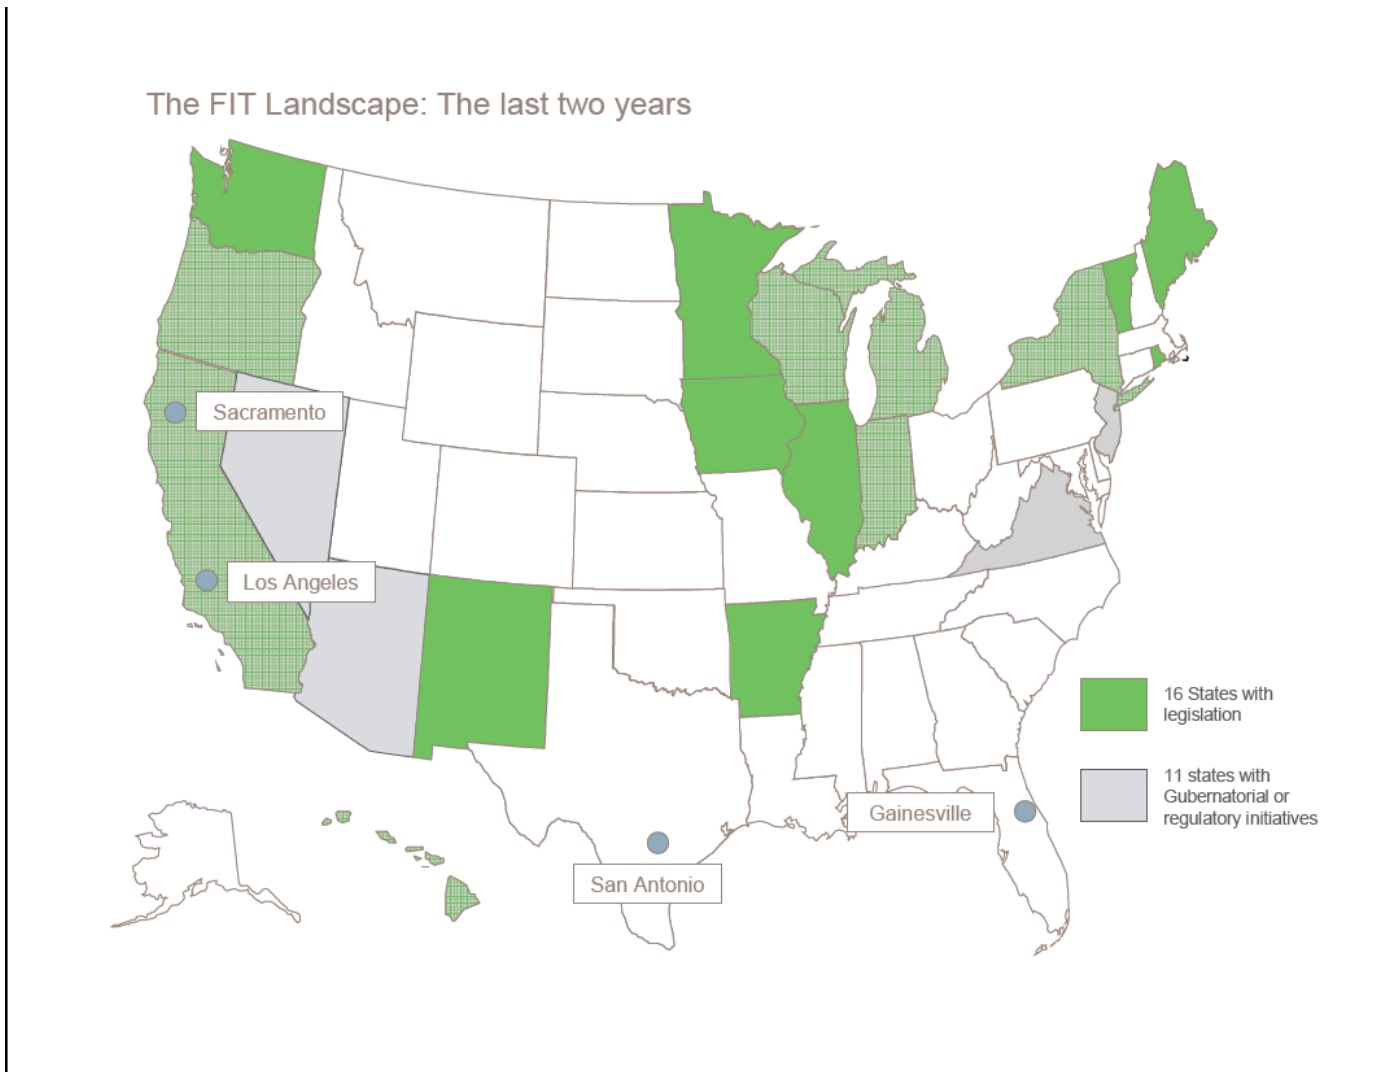 The FIT Landscape: The last two years
Sacramento
Los Angeles
16 States with
legislation
11 states with
Gubernatorial or
regulatory initiatives
Gainesville
San Antonio